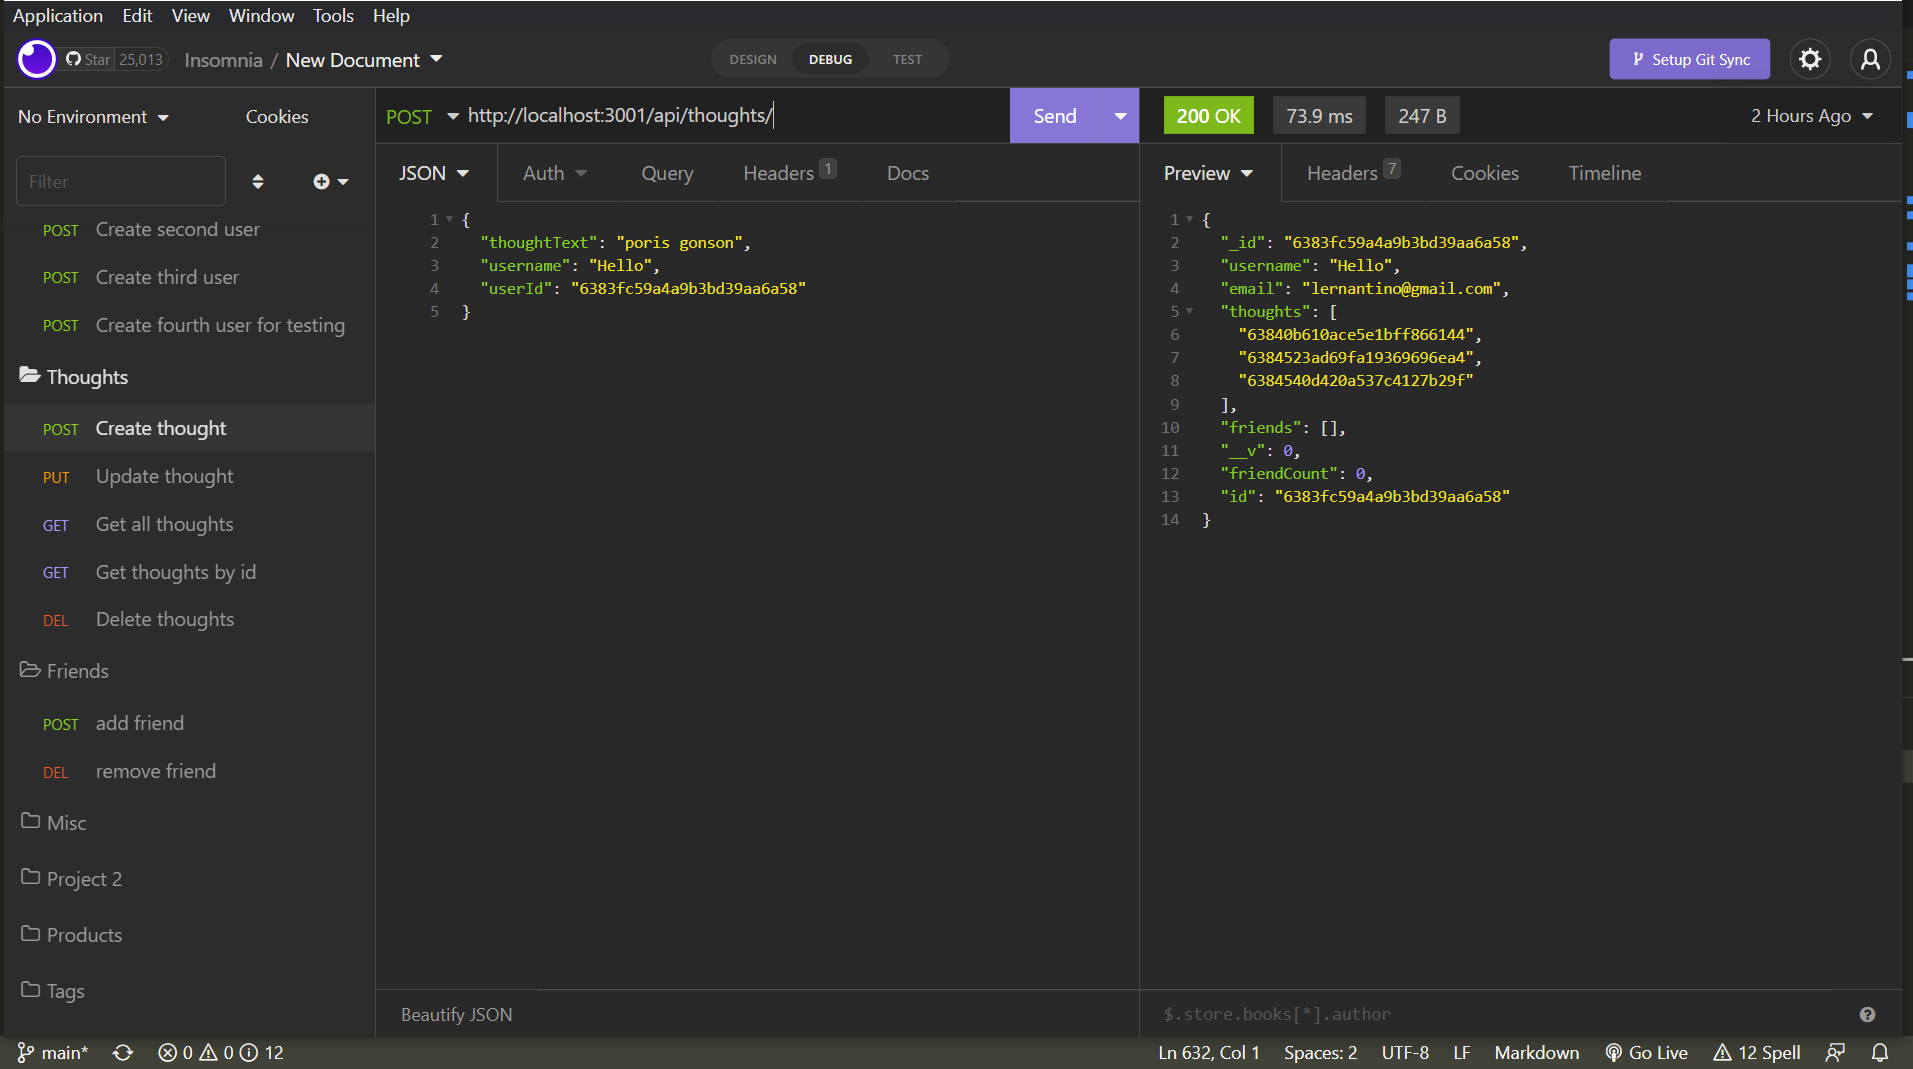 Application Edit View Window Tools Help
Star 25,013 Insomnia / New Document DESIGN DEBUG TEST Setup Git Sync
No Environment Cookies
POST http://localhost:3001/api/thoughts/ Send 200 OK 73.9 ms 247 B 2 Hours Ago
JSON Auth Query Headers 1 Docs
Preview Headers 7 Cookies Timeline
Filter
POST Create second user
POST Create third user
POST Create fourth user for testing
Thoughts
POST Create thought
PUT Update thought
GET Get all thoughts
GET Get thoughts by id
DEL Delete thoughts
Friends
POST add friend
DEL remove friend
Misc
Project 2
Products
Tags
1 {
2 "thoughtText": "poris gonson",
3 "username": "Hello",
4 "userId": "6383fc59a4a9b3bd39aa6a58"
5 }
Beautify JSON
1 {
2 "_id": "6383fc59a4a9b3bd39aa6a58",
3 "username": "Hello",
4 "email": "lernantino@gmail.com",
5 "thoughts": [
6 "63840b610ace5e1bff866144",
7 "6384523ad69fa19369696ea4",
8 "6384540d420a537c4127b29f"
9 ],
10 "friends": [],
11 "__v": 0,
12 "friendCount": 0,
13 "id": "6383fc59a4a9b3bd39aa6a58"
14 }
$.store.books[*].author
main* 0 0 12 Ln 632, Col 1 Spaces: 2 UTF-8 LF Markdown Go Live 12 Spell